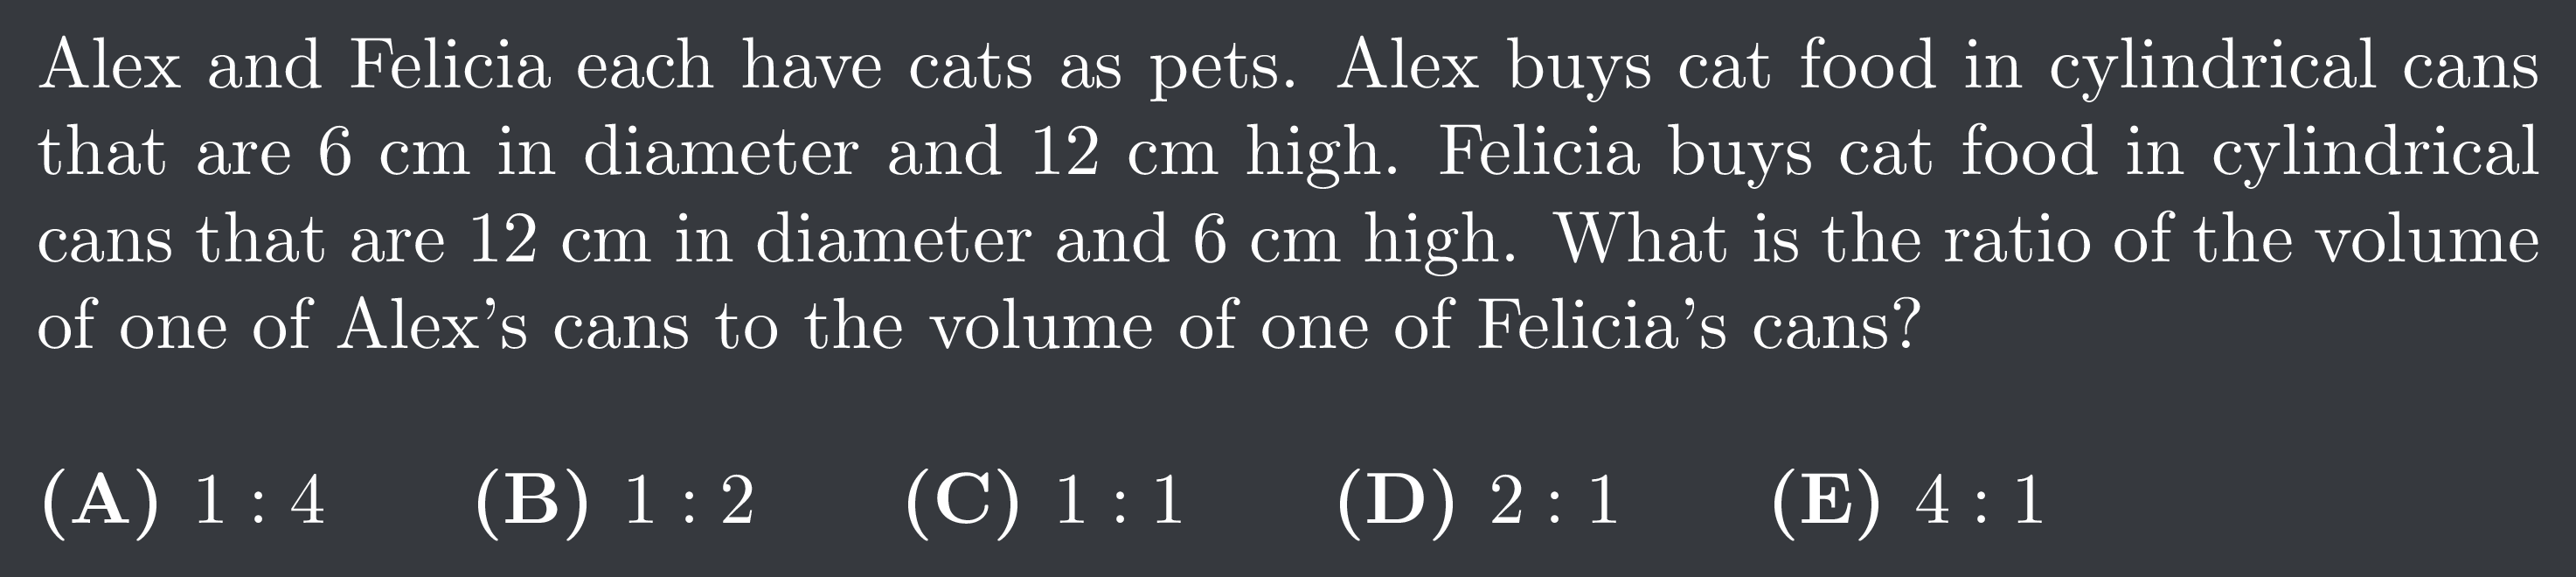 Alex and Felicia each have cats as pets. Alex buys cat food in cylindrical cans
that are 6 cm in diameter and 12 cm high. Felicia buys cat food in cylindrical
cans that are 12 cm in diameter and 6 cm high. What is the ratio of the volume
of one of Alex’s cans to the volume of one of Felicia’s cans?
(A) 1 : 4 (B) 1 : 2 (C) 1 : 1 (D) 2 : 1 (E) 4 : 1